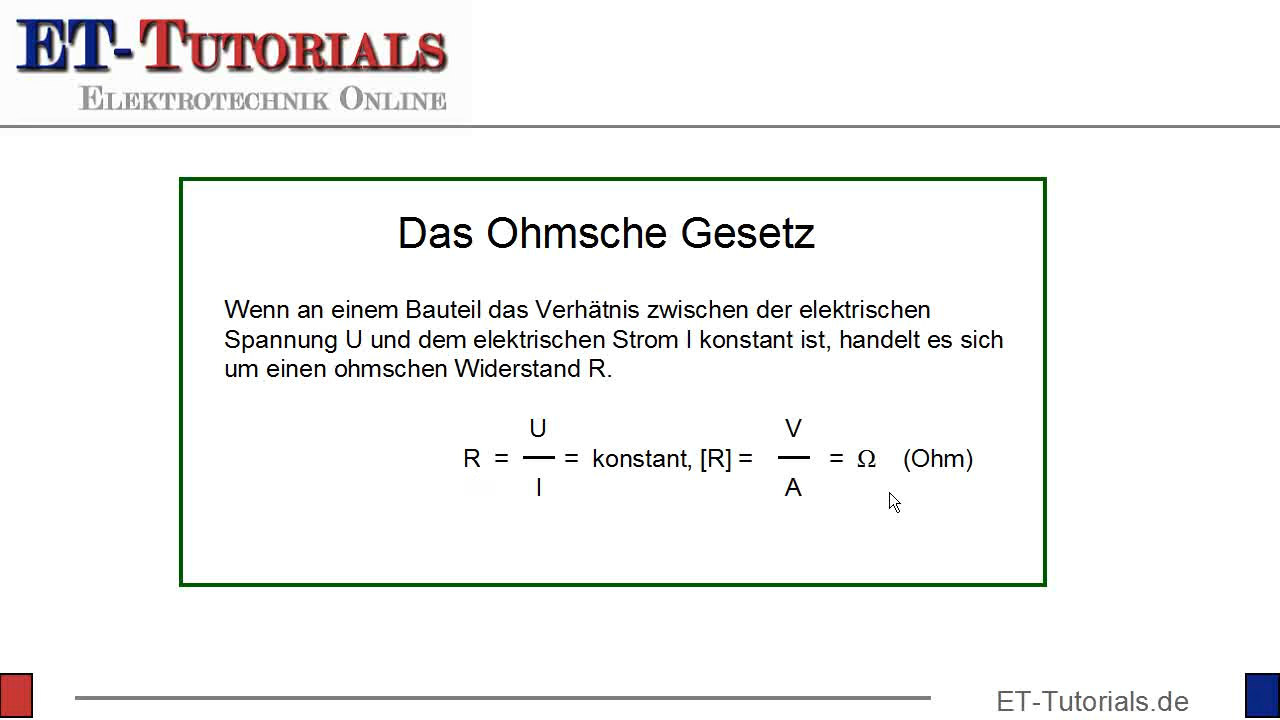 ET-TUTORIALS
ELEKTROTECHNIK ONLINE
Das Ohmsche Gesetz
Wenn an einem Bauteil das Verhätnis zwischen der elektrischen
Spannung U und dem elektrischen Strom I konstant ist, handelt es sich
um einen ohmschen Widerstand R.
U V
R = = konstant, [R] = = Ω (Ohm)
I A
ET-Tutorials.de